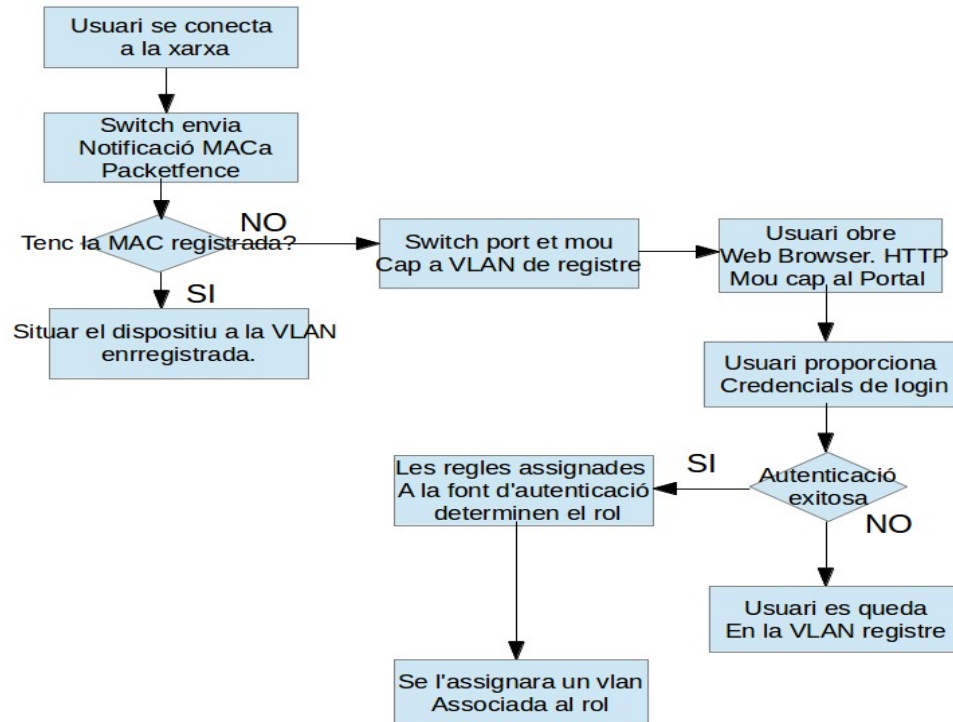 Usuari se conecta
a la xarxa
Switch envia
Notificació MACa
Packetfence
Tenc la MAC registrada?
NO
SI
Situar el dispositiu a la VLAN
enrregistrada.
Switch port et mou
Cap a VLAN de registre
Usuari obre
Web Browser. HTTP
Mou cap al Portal
Usuari proporciona
Credencials de login
Autenticació
exitosa
SI
NO
Les regles assignades
A la font d'autenticació
determinen el rol
Usuari es queda
En la VLAN registre
Se l'assignara un vlan
Associada al rol